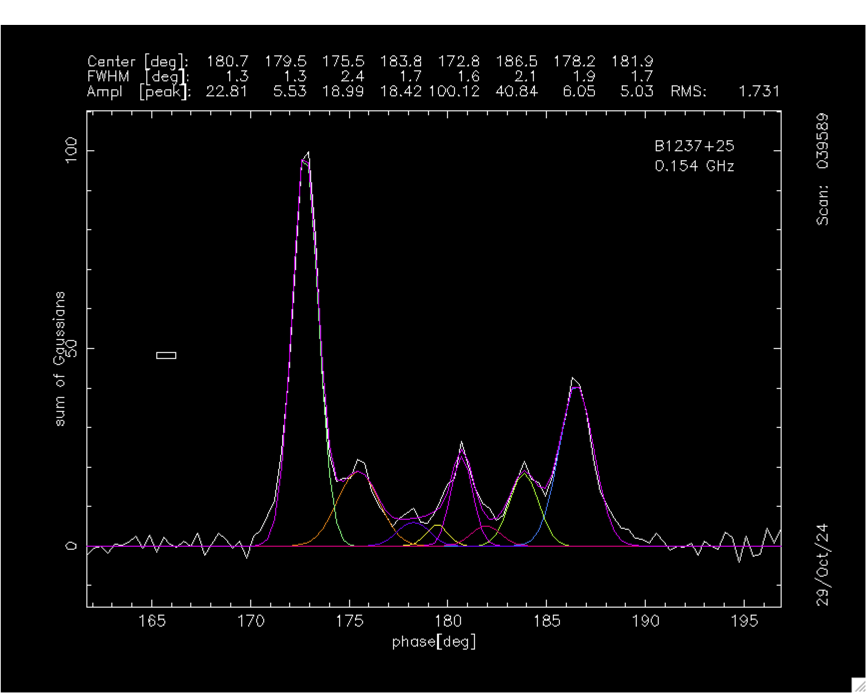 Center [deg]: 180.7 179.5 175.5 183.8 172.8 186.5 178.2 181.9
FWHM [deg]: 1.3 1.3 2.4 1.7 1.6 2.1 1.9 1.7
Ampl [peak]: 22.81 5.53 18.99 18.42 100.12 40.84 6.05 5.03 RMS: 1.731
B1237+25
0.154 GHz
Scan: 039589
100
50
0
sum of Gaussians
29/Oct/24
165 170 175 180 185 190 195
phase[deg]